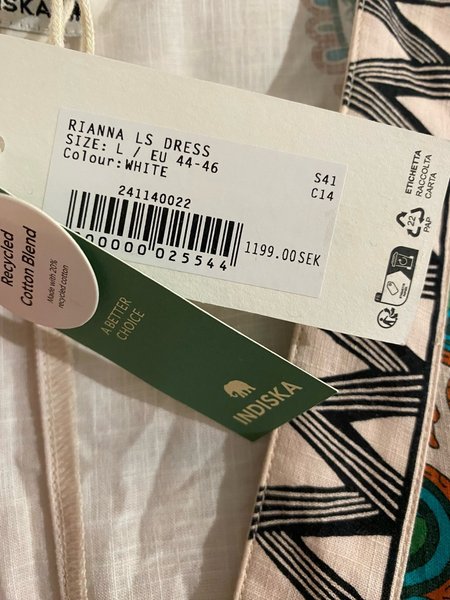 INDISKA
RIANNA LS DRESS
SIZE: L / EU 44-46
Colour:WHITE
S41
C14
241140022
1199.00SEK
ETICHETTA
RACCOLTA
CARTA
22
PAP
Recycled
Cotton Blend
Made with 20%
recycled cotton
A BETTER
CHOICE
INDISKA